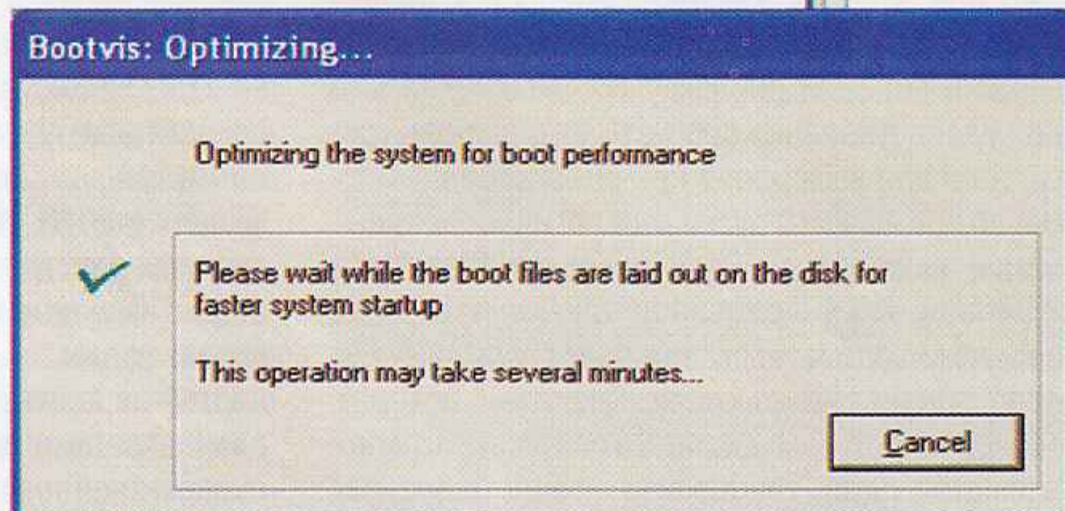 Bootvis: Optimizing...
Optimizing the system for boot performance
Please wait while the boot files are laid out on the disk for
faster system startup
This operation may take several minutes...
Cancel